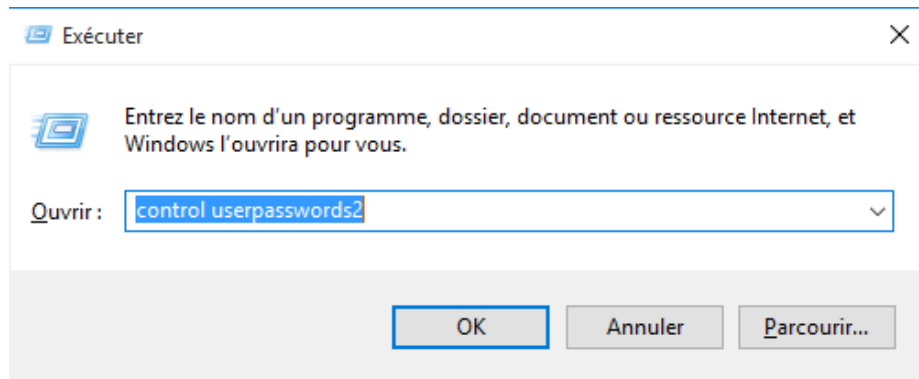 Exécuter
Entrez le nom d’un programme, dossier, document ou ressource Internet, et
Windows l’ouvrira pour vous.
Ouvrir : control userpasswords2
OK Annuler Parcourir...